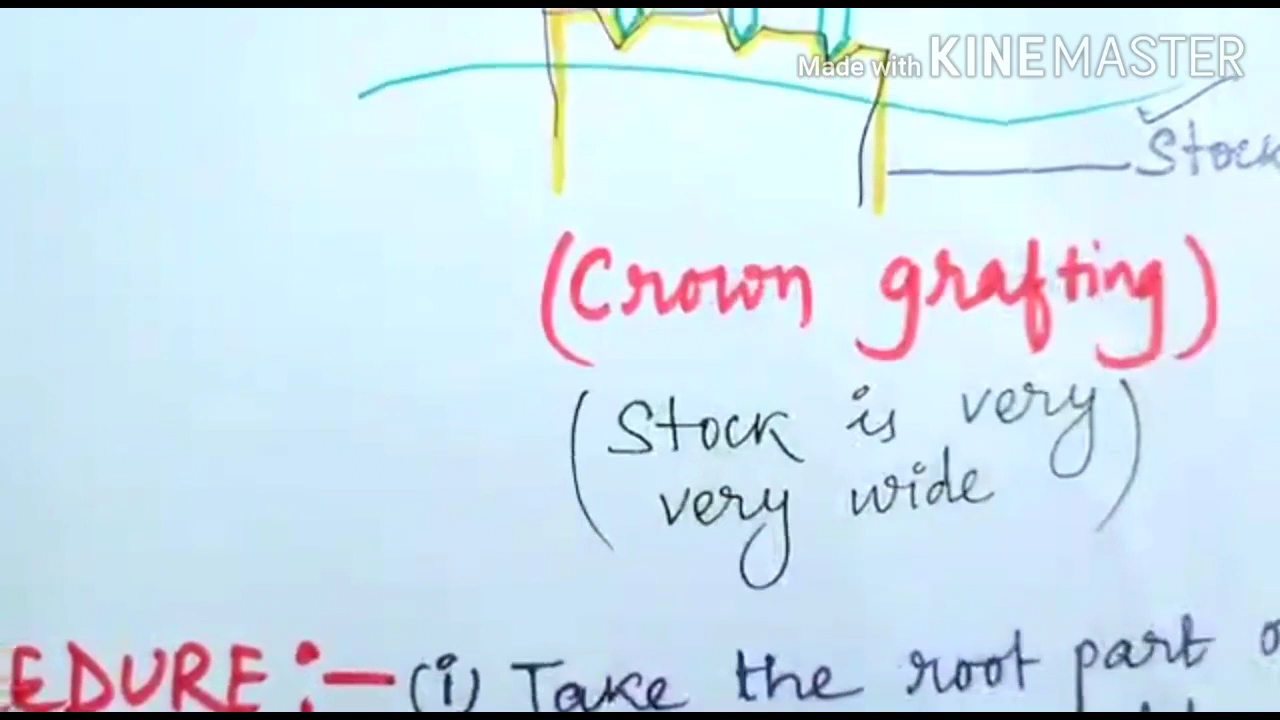 Made with KINEMASTER
Stock
(Crown grafting)
(Stock is very
very wide)
EDURE :- (i) Take the root part